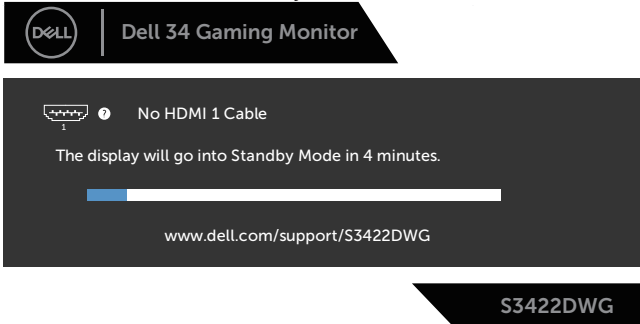 DELL
Dell 34 Gaming Monitor
? No HDMI 1 Cable
1
The display will go into Standby Mode in 4 minutes.
www.dell.com/support/S3422DWG
S3422DWG